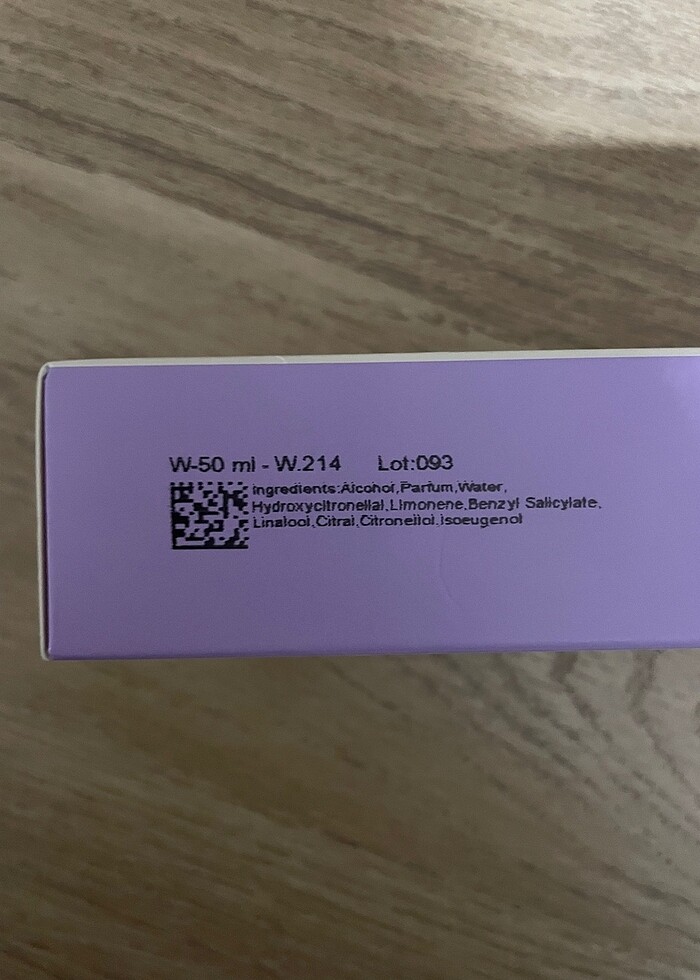 W-50 ml - W.214 Lot:093
Ingredients:Alcohol,Parfum,Water,
Hydroxycitronellal,Limonene,Benzyl Salicylate,
Linalool,Citral,Citronellol,Isoeugenol